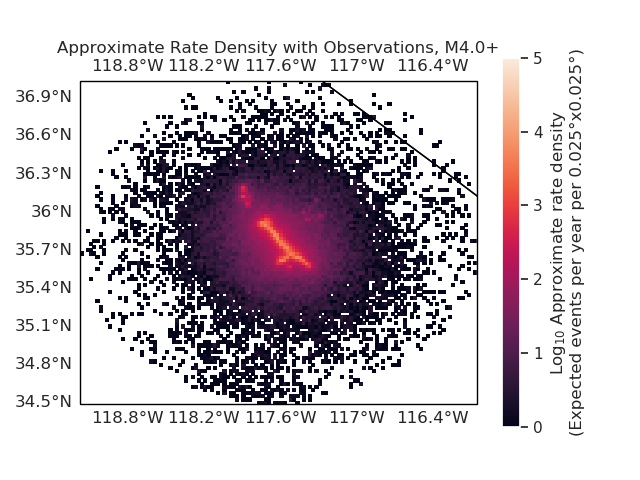 Approximate Rate Density with Observations, M4.0+
118.8°W 118.2°W 117.6°W 117°W 116.4°W
36.9°N
36.6°N
36.3°N
36°N
35.7°N
35.4°N
35.1°N
34.8°N
34.5°N
118.8°W 118.2°W 117.6°W 117°W 116.4°W
5
4
3
2
1
0
Log₁₀ Approximate rate density
(Expected events per year per 0.025°x0.025°)